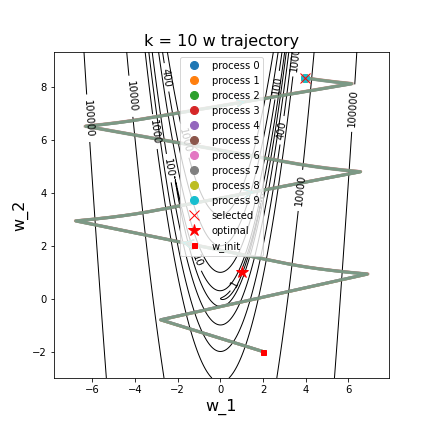 k = 10 w trajectory
process 0
process 1
process 2
process 3
process 4
process 5
process 6
process 7
process 8
process 9
selected
optimal
w_init
w_2
8
6
4
2
0
−2
−6
−4
−2
0
2
4
6
w_1
100000
10000
1000
400
100
10
1
10000
100000